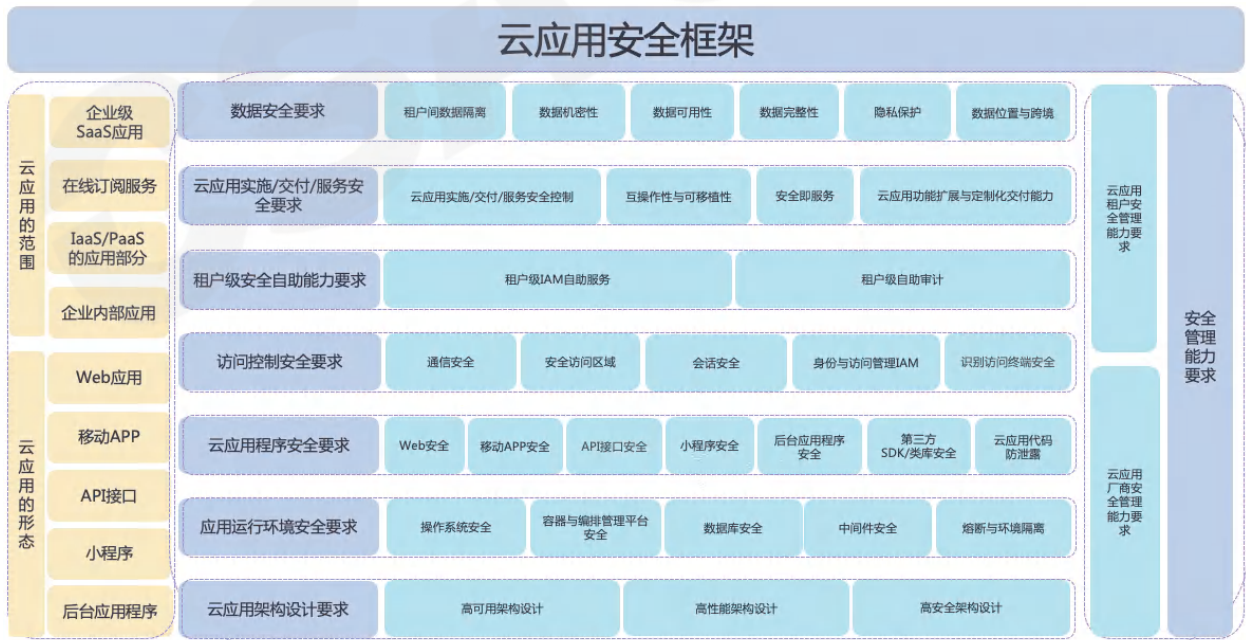 云应用安全框架
云应用的范围
企业级
SaaS应用
在线订阅服务
IaaS/PaaS
的应用部分
企业内部应用
云应用的形态
Web应用
移动APP
API接口
小程序
后台应用程序
数据安全要求
租户间数据隔离
数据机密性
数据可用性
数据完整性
隐私保护
数据位置与跨境
云应用实施/交付/服务安
全要求
云应用实施/交付/服务安全控制
互操作性与可移植性
安全即服务
云应用功能扩展与定制化交付能力
租户级安全自助能力要求
租户级IAM自助服务
租户级自助审计
访问控制安全要求
通信安全
安全访问区域
会话安全
身份与访问管理IAM
识别访问终端安全
云应用程序安全要求
Web安全
移动APP安全
API接口安全
小程序安全
后台应用程序
安全
第三方
SDK/类库安全
云应用代码
防泄露
应用运行环境安全要求
操作系统安全
容器与编排管理平台
安全
数据库安全
中间件安全
熔断与环境隔离
云应用架构设计要求
高可用架构设计
高性能架构设计
高安全架构设计
云应用
租户安
全管理
能力要
求
云应用
厂商安
全管理
能力要
求
安全
管理
能力
要求